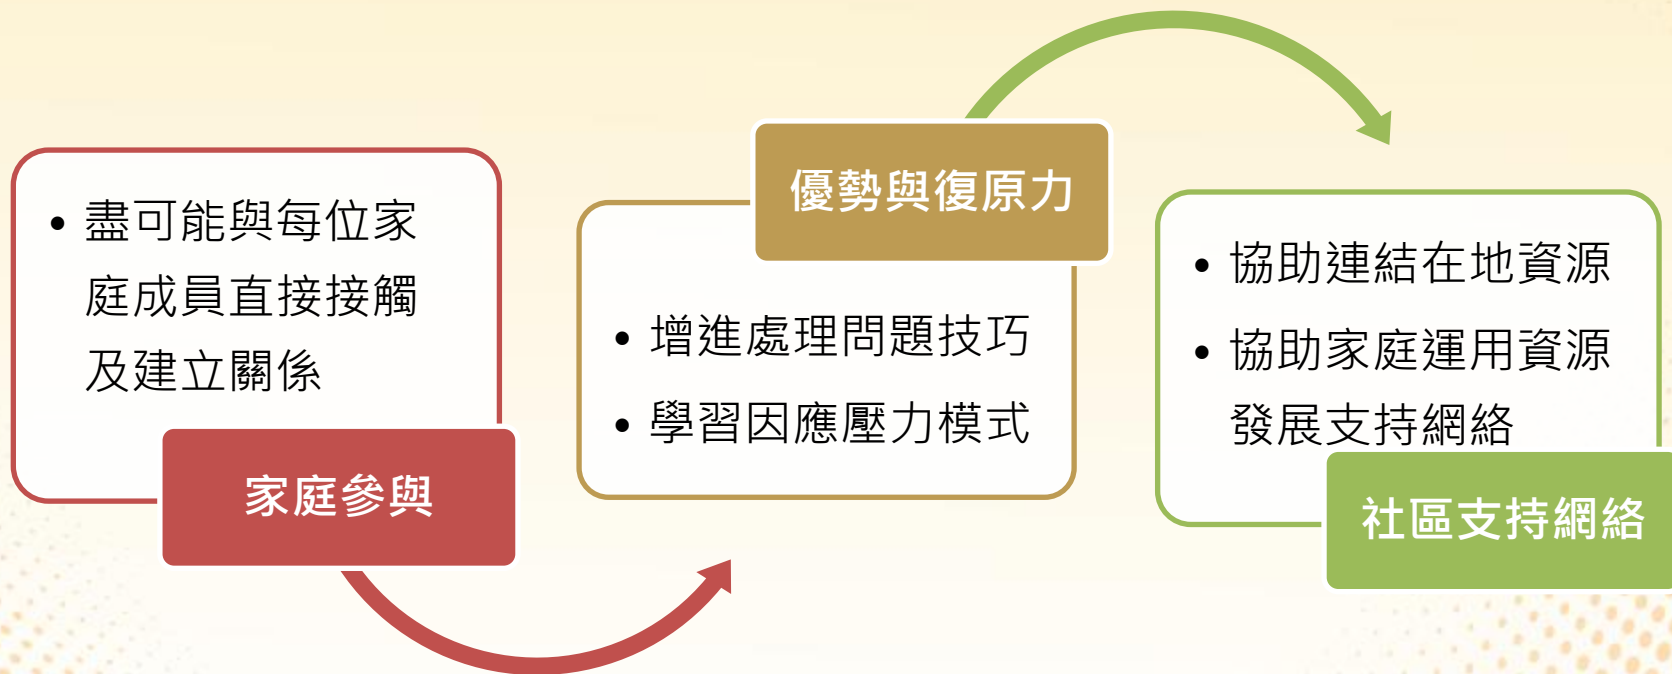 • 盡可能與每位家
庭成員直接接觸
及建立關係
家庭參與
優勢與復原力
• 增進處理問題技巧
• 學習因應壓力模式
• 協助連結在地資源
• 協助家庭運用資源
發展支持網絡
社區支持網絡